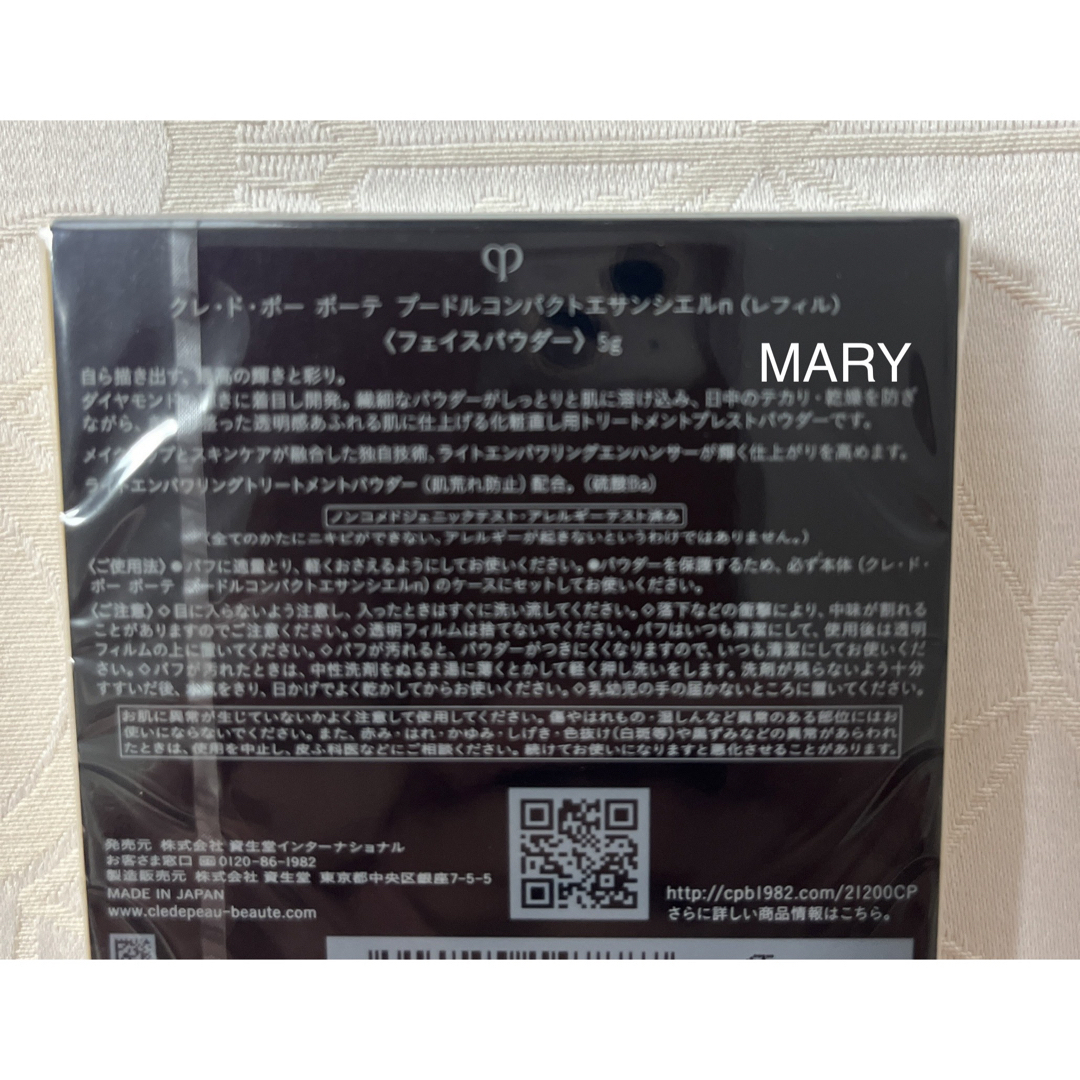 クレ・ド・ポー ボーテ プードルコンパクトエサンシエルn (レフィル)
〈フェイスパウダー〉 5g
MARY
自ら描き出す、最高の輝きと彩り。
ダイヤモンドの輝きに着目し開発。繊細なパウダーがしっとりと肌に溶け込み、日中のテカリ・乾燥を防ぎ
ながら、った透明感あふれる肌に仕上げる化粧直し用トリートメントプレストパウダーです。
メイクアップとスキンケアが融合した独自技術、ライトエンパワリングエンハンサーが輝く仕上がりを高めます。
ライトエンパワリングトリートメントパウダー (肌荒れ防止) 配合。(硫酸Ba)
ノンコメドジェニックテスト・アレルギーテスト済み
(全てのかたにニキビができない、アレルギーが起きないというわけではありません。)
〈ご使用法〉●パフに適量とり、軽くおさえるようにしてお使いください。●パウダーを保護するため、必ず本体 (クレ・ド・
ポー ボーテ プードルコンパクトエサンシエルn) のケースにセットしてお使いください。
〈ご注意〉◇目に入らないよう注意し、入ったときはすぐに洗い流してください。◇落下などの衝撃により、中味が割れる
ことがありますのでご注意ください。◇透明フィルムは捨てないでください。パフはいつも清潔にして、使用後は透明
フィルムの上に置いてください。◇パフが汚れると、パウダーがつきにくくなりますので、いつも清潔にしてお使いください。
◇パフが汚れたときは、中性洗剤をぬるま湯に薄くとかして軽く押し洗いをします。洗剤が残らないよう十分
すすいだ後、水気をきり、日かげでよく乾かしてからお使いください。◇乳幼児の手の届かないところに置いてください。
お肌に異常が生じていないかよく注意して使用してください。傷やはれもの・湿しんなど異常のある部位にはお
使いにならないでください。また、赤み・はれ・かゆみ・しげき・色抜け(白斑等)や黒ずみなどの異常があらわれ
たときは、使用を中止し、皮ふ科医などにご相談ください。続けてお使いになりますと悪化させることがあります。
発売元 株式会社 資生堂インターナショナル
お客さま窓口 0120-86-1982
製造販売元 株式会社 資生堂 東京都中央区銀座7-5-5
MADE IN JAPAN
www.cledepeau-beaute.com
http://cpb1982.com/21200CP
さらに詳しい商品情報はこちら。